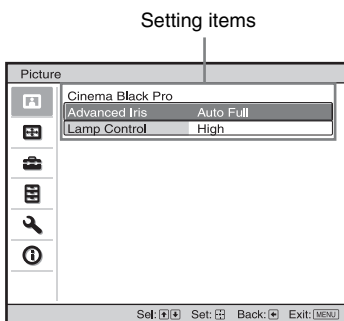 Setting items
Picture
Cinema Black Pro
Advanced Iris Auto Full
Lamp Control High
Sel: Set: Back: Exit: MENU